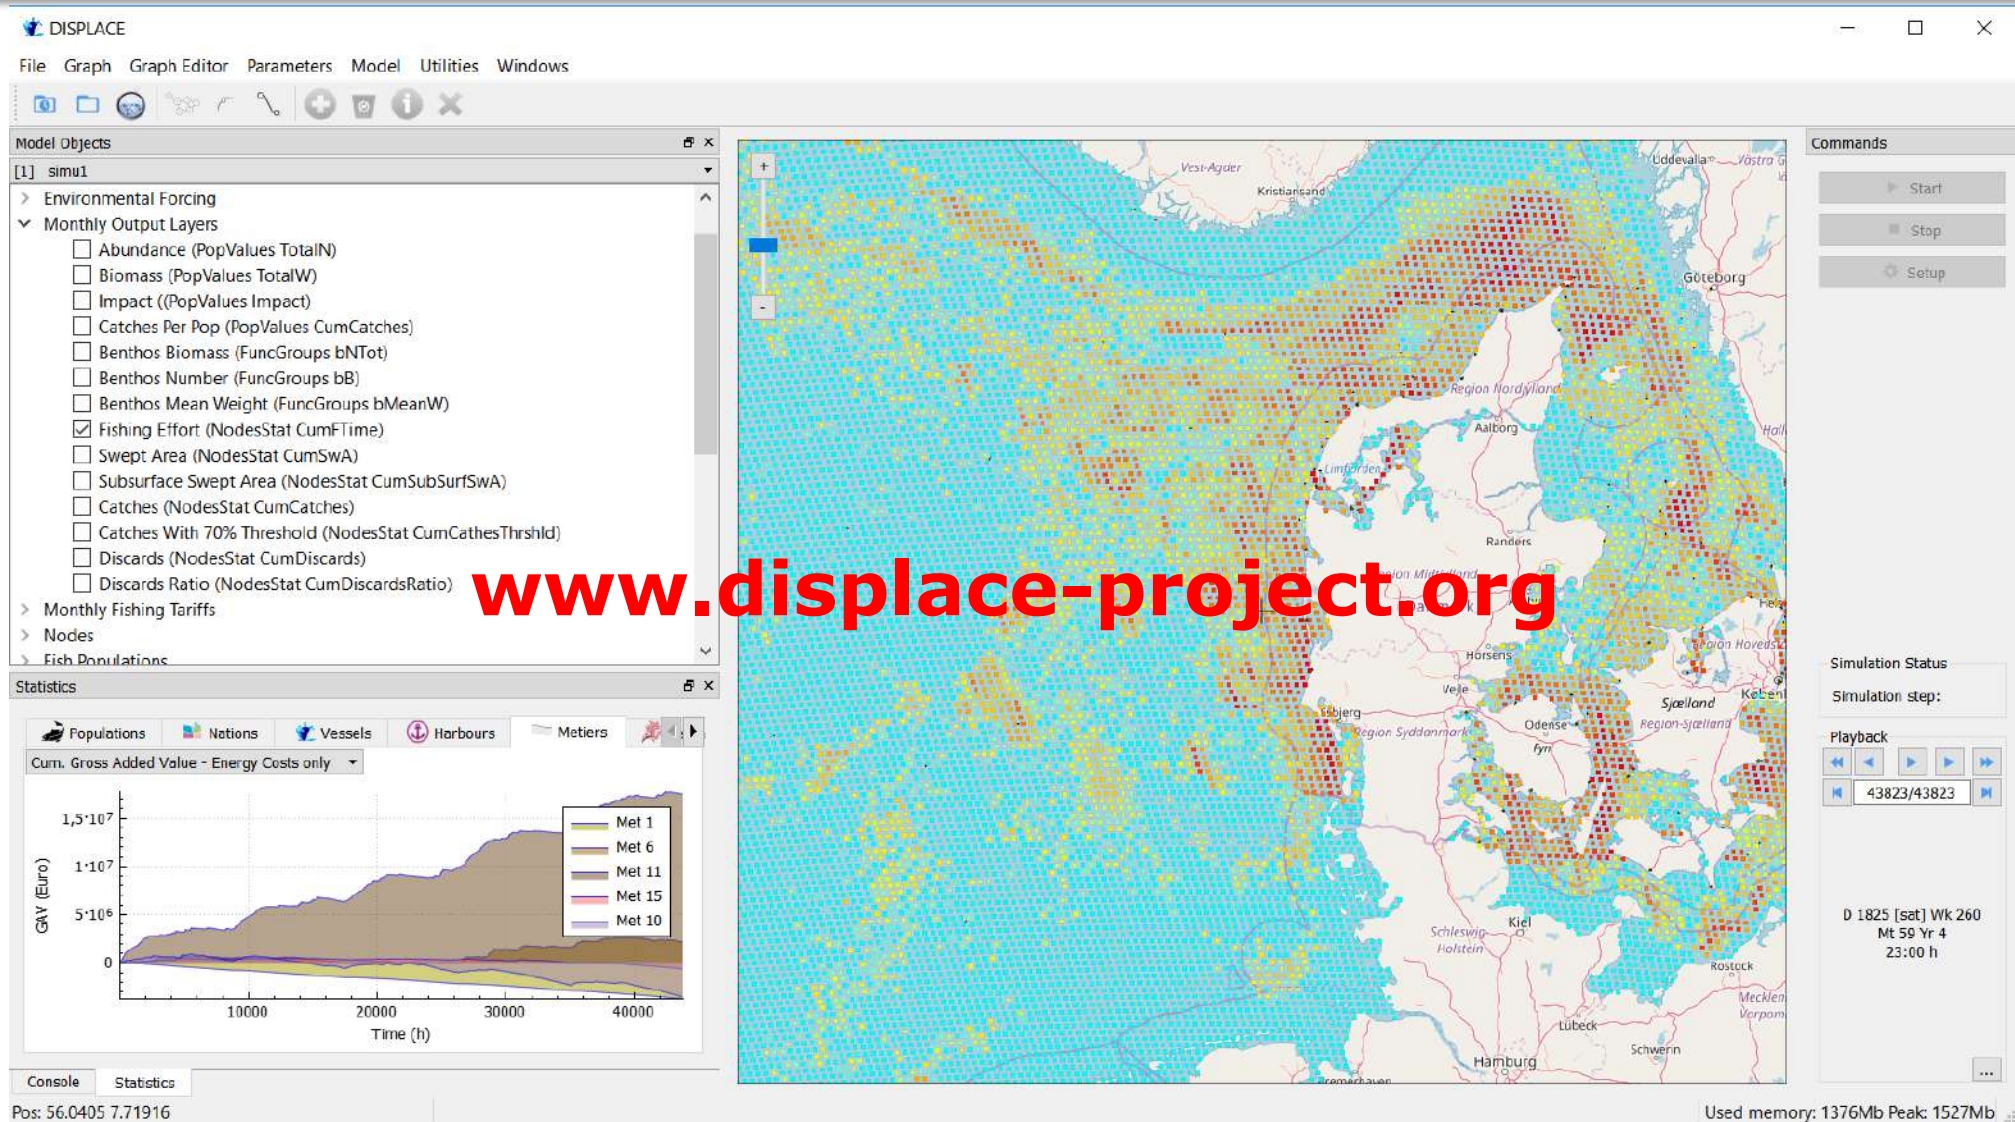 DISPLACE
File Graph Graph Editor Parameters Model Utilities Windows
Model Objects
[1] simu1
Environmental Forcing
Monthly Output Layers
Abundance (PopValues TotalN)
Biomass (PopValues TotalW)
Impact ((PopValues Impact)
Catches Per Pop (PopValues CumCatches)
Benthos Biomass (FuncGroups bNTot)
Benthos Number (FuncGroups bB)
Benthos Mean Weight (FuncGroups bMeanW)
Fishing Effort (NodesStat CumFTime)
Swept Area (NodesStat CumSwA)
Subsurface Swept Area (NodesStat CumSubSurfSwA)
Catches (NodesStat CumCatches)
Catches With 70% Threshold (NodesStat CumCathesThrshld)
Discards (NodesStat CumDiscards)
Discards Ratio (NodesStat CumDiscardsRatio)
Monthly Fishing Tariffs
Nodes
Fish Populations
www.displace-project.org
Statistics
Populations Nations Vessels Harbours Metiers
Cum. Gross Added Value - Energy Costs only
GAV (Euro)
1,5·10⁷
1·10⁷
5·10⁶
0
10000 20000 30000 40000
Time (h)
Met 1
Met 6
Met 11
Met 15
Met 10
Console Statistics
Pos: 56.0405 7.71916
+
-
Vest-Agder
Kristiansand
Uddevalla
Västra
Göteborg
Region Nordjylland
Aalborg
Limfjorden
Randers
Horsens
Vejle
Esbjerg
Region Syddanmark
Odense
Fyn
Sjælland
Region Sjælland
Kiel
Schleswig-
Holstein
Rostock
Lübeck
Schwerin
Hamburg
Bremerhaven
Commands
Start
Stop
Setup
Simulation Status
Simulation step:
Playback
43823/43823
D 1825 [sat] Wk 260
Mt 59 Yr 4
23:00 h
...
Used memory: 1376Mb Peak: 1527Mb